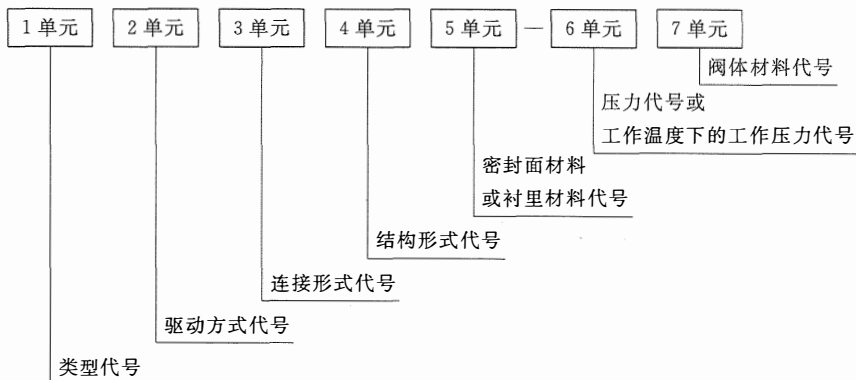 1 单元 2 单元 3 单元 4 单元 5 单元 — 6 单元 7 单元
阀体材料代号
压力代号或
工作温度下的工作压力代号
密封面材料
或衬里材料代号
结构形式代号
连接形式代号
驱动方式代号
类型代号